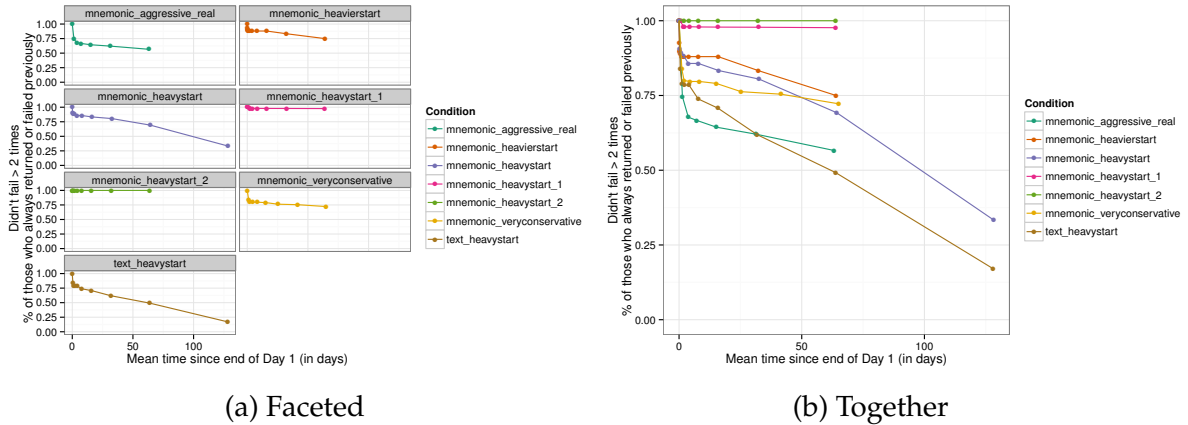 mnemonic_aggressive_real
mnemonic_heavierstart
mnemonic_heavystart
mnemonic_heavystart_1
mnemonic_heavystart_2
mnemonic_veryconservative
text_heavystart
1.00
0.75
0.50
0.25
0.00
1.00
0.75
0.50
0.25
0.00
1.00
0.75
0.50
0.25
0.00
1.00
0.75
0.50
0.25
0.00
Didn't fail > 2 times
% of those who always returned or failed previously
0
50
100
0
50
100
Mean time since end of Day 1 (in days)
Condition
mnemonic_aggressive_real
mnemonic_heavierstart
mnemonic_heavystart
mnemonic_heavystart_1
mnemonic_heavystart_2
mnemonic_veryconservative
text_heavystart
(a) Faceted
1.00
0.75
0.50
0.25
0.00
Didn't fail > 2 times
% of those who always returned or failed previously
0
50
100
Mean time since end of Day 1 (in days)
Condition
mnemonic_aggressive_real
mnemonic_heavierstart
mnemonic_heavystart
mnemonic_heavystart_1
mnemonic_heavystart_2
mnemonic_veryconservative
text_heavystart
(b) Together